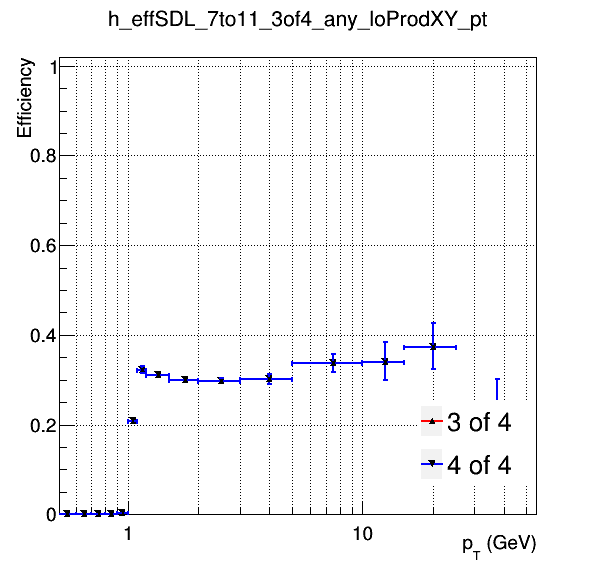 h_effSDL_7to11_3of4_any_loProdXY_pt
Efficiency
1
0.8
0.6
0.4
0.2
0
3 of 4
4 of 4
1
10
p_T (GeV)